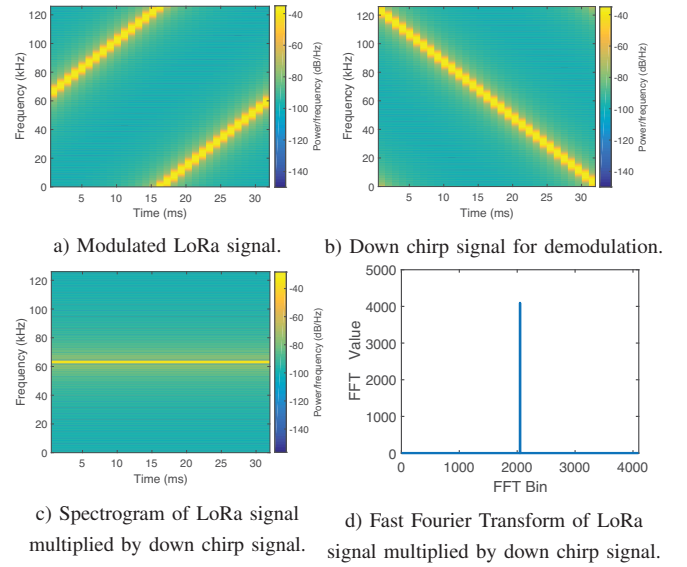 120
100
80
60
40
20
0
Frequency (kHz)
5 10 15 20 25 30
Time (ms)
-40
-60
-80
-100
-120
-140
Power/frequency (dB/Hz)
a) Modulated LoRa signal.
120
100
80
60
40
20
0
Frequency (kHz)
5 10 15 20 25 30
Time (ms)
-40
-60
-80
-100
-120
-140
Power/frequency (dB/Hz)
b) Down chirp signal for demodulation.
120
100
80
60
40
20
0
Frequency (kHz)
5 10 15 20 25 30
Time (ms)
-40
-60
-80
-100
-120
-140
Power/frequency (dB/Hz)
c) Spectrogram of LoRa signal
multiplied by down chirp signal.
5000
4000
3000
2000
1000
0
FFT Value
0 1000 2000 3000 4000
FFT Bin
d) Fast Fourier Transform of LoRa
signal multiplied by down chirp signal.